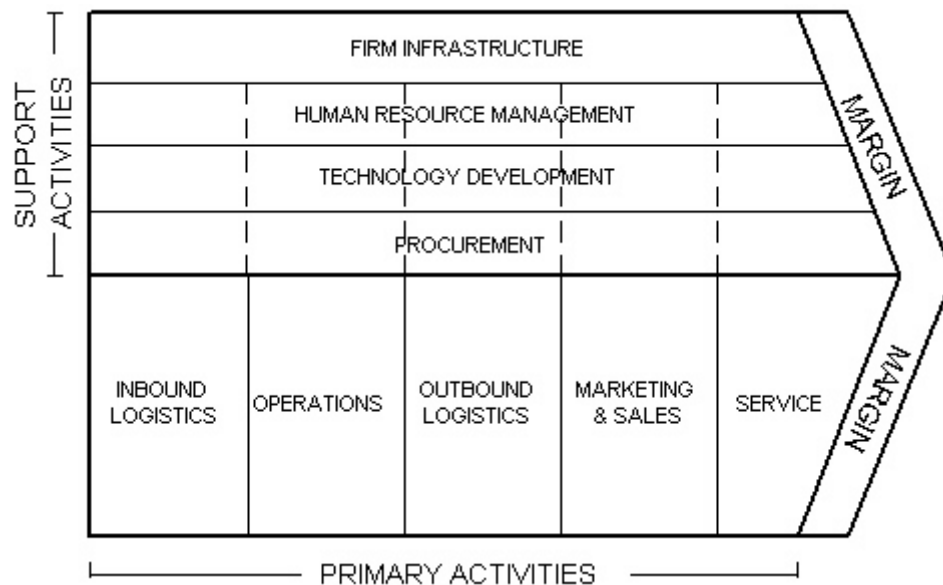 SUPPORT
ACTIVITIES
FIRM INFRASTRUCTURE
HUMAN RESOURCE MANAGEMENT
TECHNOLOGY DEVELOPMENT
PROCUREMENT
MARGIN
INBOUND
LOGISTICS
OPERATIONS
OUTBOUND
LOGISTICS
MARKETING
& SALES
SERVICE
MARGIN
PRIMARY ACTIVITIES